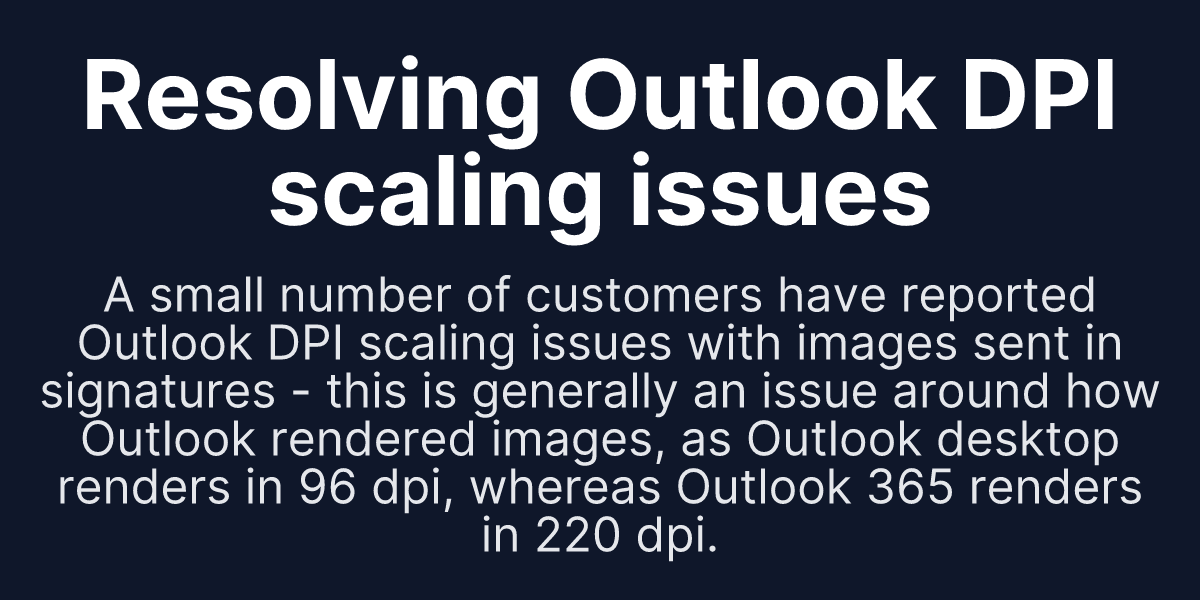 Resolving Outlook DPI
scaling issues
A small number of customers have reported
Outlook DPI scaling issues with images sent in
signatures - this is generally an issue around how
Outlook rendered images, as Outlook desktop
renders in 96 dpi, whereas Outlook 365 renders
in 220 dpi.